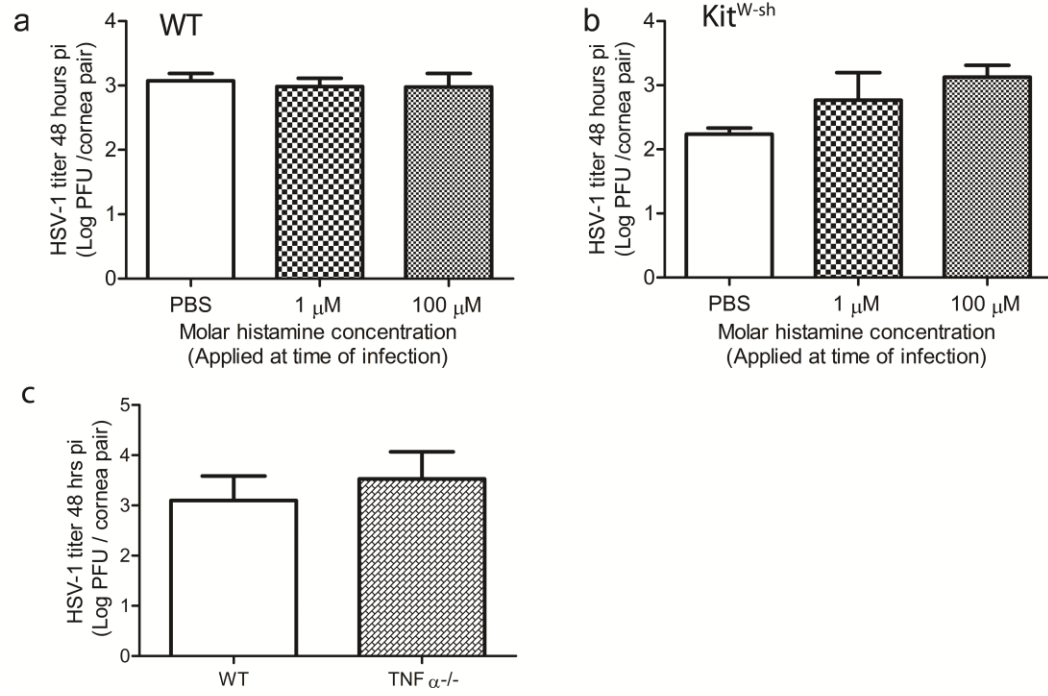 a
WT
HSV-1 titer 48 hours pi
(Log PFU /cornea pair)
4
3
2
1
0
PBS
1 μM
100 μM
Molar histamine concentration
(Applied at time of infection)
b
Kit^W-sh
HSV-1 titer 48 hours pi
(Log PFU /cornea pair)
4
3
2
1
0
PBS
1 μM
100 μM
Molar histamine concentration
(Applied at time of infection)
c
HSV-1 titer 48 hrs pi
(Log PFU / cornea pair)
5
4
3
2
1
0
WT
TNF α-/-